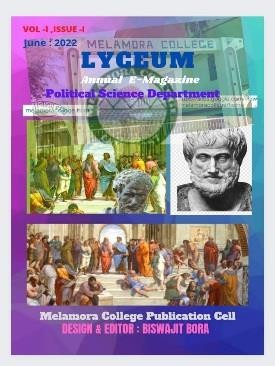 VOL -I ,ISSUE -I
June : 2022
MELAMORA COLLEGE
LYCEUM
Annual E-Magazine
Political Science Department
Melamora College Publication Cell
DESIGN & EDITOR : BISWAJIT BORA